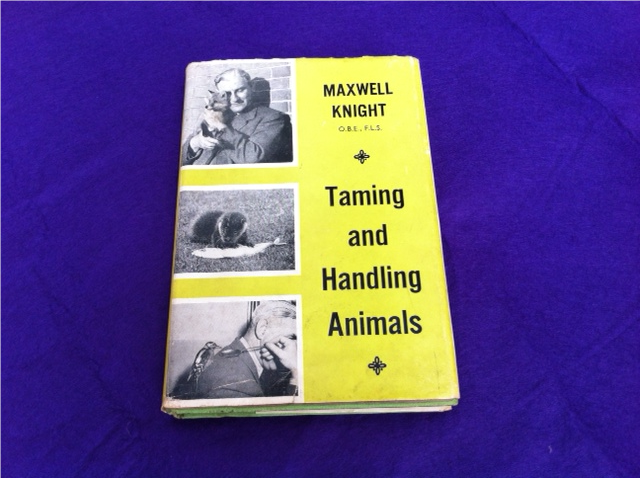 MAXWELL
KNIGHT
O.B.E., F.L.S.
Taming
and
Handling
Animals